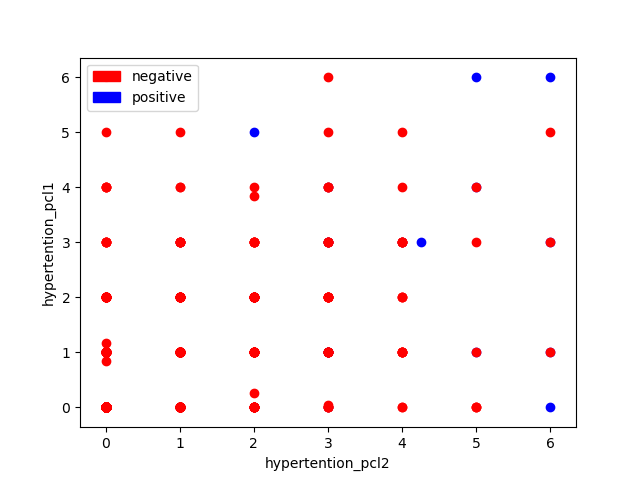 negative
positive
6
5
4
3
2
1
0
hypertention_pcl1
0 1 2 3 4 5 6
hypertention_pcl2